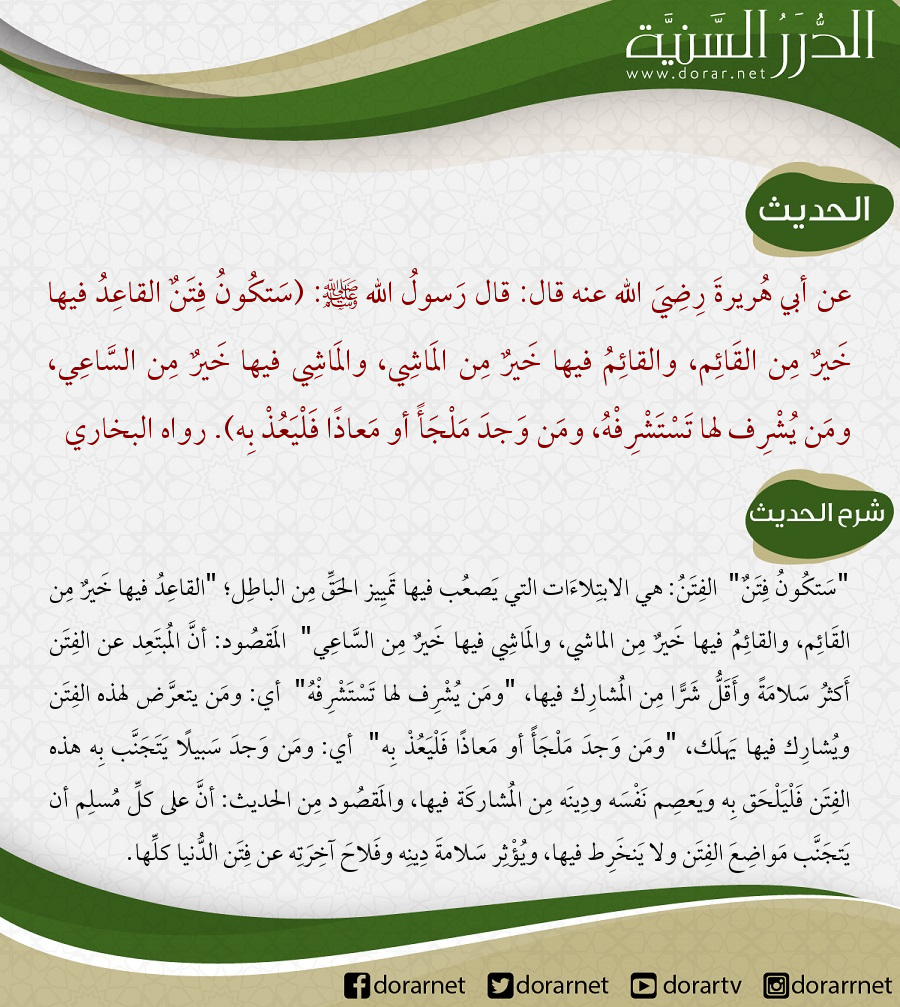 الدُّرَرُ السَّنيَّة
www.dorar.net
الحديث
عن أبي هُريرةَ رِضِيَ الله عنه قال: قال رَسولُ الله ﷺ: (سَتكُونُ فِتَنٌ القاعِدُ فيها
خَيرٌ مِن القَائِم، والقائِمُ فيها خَيرٌ مِن المَاشِي، والمَاشِي فيها خَيرٌ مِن السَّاعِي،
ومَن يُشْرِف لها تَسْتَشْرِفْهُ، ومَن وَجدَ مَلْجَأً أو مَعاذًا فَلْيَعُذْ بِه). رواه البخاري
شرح الحديث
"سَتكُونُ فِتَنٌ" الفِتَنُ: هي الابتِلاءَات التي يَصعُب فيها تَمِييز الحَقِّ مِن الباطِل؛ "القاعِدُ فيها خَيرٌ مِن
القَائِم، والقائِمُ فيها خَيرٌ مِن الماشي، والمَاشِي فيها خَيرٌ مِن السَّاعي" المَقصُود: أنَّ المُبتَعِد عن الفِتَن
أَكثرُ سَلامَةً وأَقَلُّ شَرًّا مِن المُشارِك فيها، "ومَن يُشْرِف لها تَسْتَشْرِفْهُ" أي: ومَن يتعرَّض لهذه الفِتَن
ويُشارِك فيها يَهلَك، "ومَن وَجدَ مَلْجَأً أو مَعاذًا فَلْيَعُذْ بِه" أي: ومَن وَجدَ سَبيلًا يَتَجَنَّب بِه هذه
الفِتَن فَلْيَلْحَق بِه ويَعصِم نَفْسَه ودِينَه مِن المُشاركَة فيها، والمَقصُود مِن الحديث: أنَّ على كلِّ مُسلِم أن
يَتجَنَّب مَواضِعَ الفِتَن ولا يَنخَرِط فيها، ويُؤْثِر سَلامةَ دِينِه وفَلاحَ آخِرَتِه عن فِتَن الدُّنيا كلِّها.
dorarnet dorarnet dorartv dorarrnet